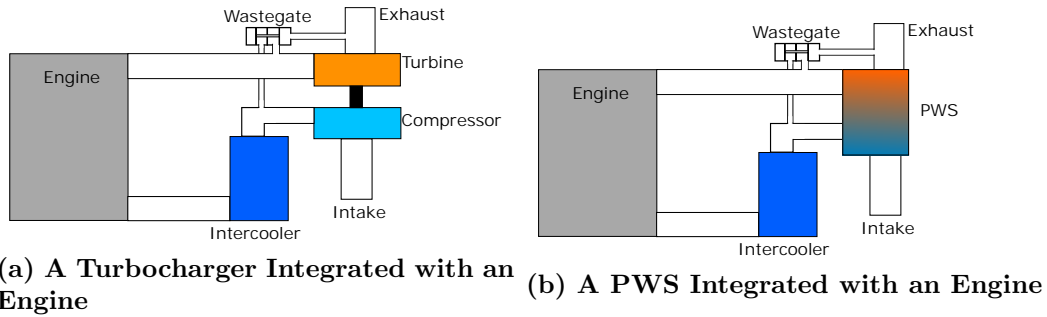 Wastegate
Exhaust
Engine
Turbine
Compressor
Intake
Intercooler
(a) A Turbocharger Integrated with an
Engine
Wastegate
Exhaust
Engine
PWS
Intake
Intercooler
(b) A PWS Integrated with an Engine